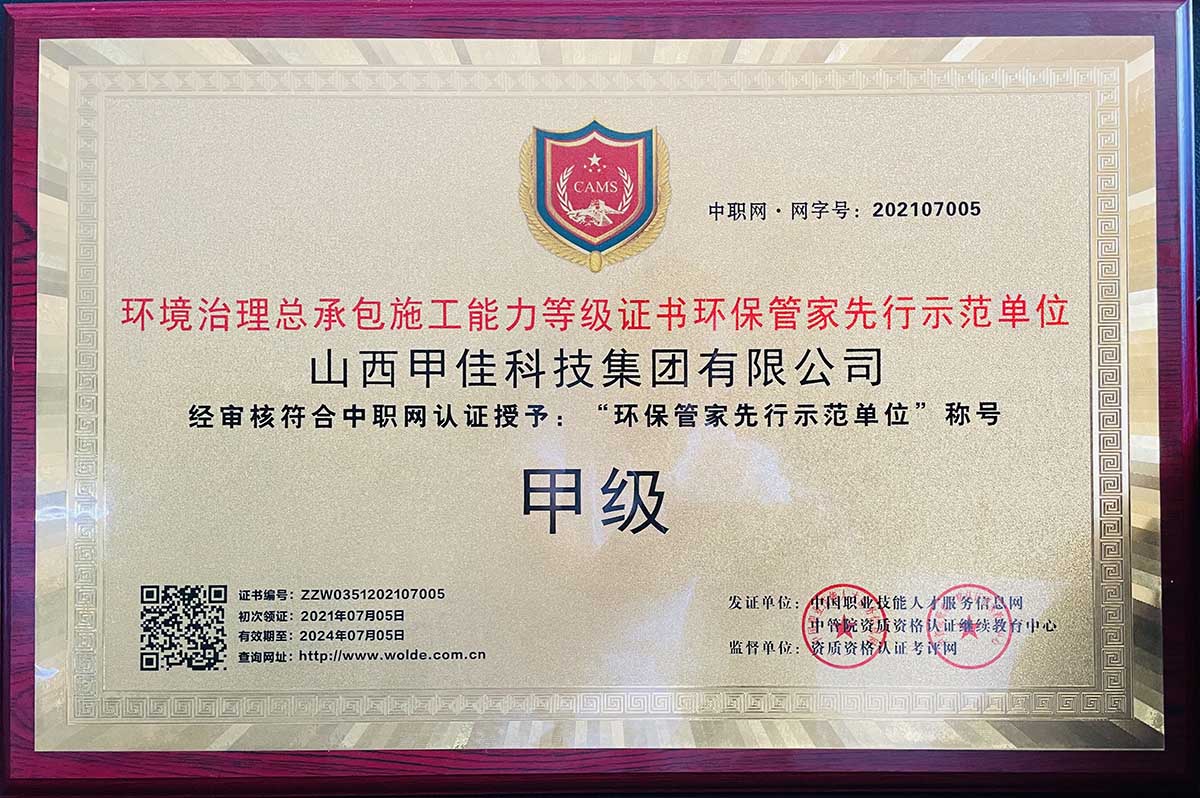 CAMS
中职网·网字号：202107005
环境治理总承包施工能力等级证书环保管家先行示范单位
山西甲佳科技集团有限公司
经审核符合中职网认证授予：“环保管家先行示范单位”称号
甲级
证书编号：ZZW0351202107005
初次领证：2021年07月05日
有效期至：2024年07月05日
查询网址：http://www.wolde.com.cn
发证单位：中国职业技能人才服务信息网
中管院资质资格认证继续教育中心
监督单位：资质资格认证考评网